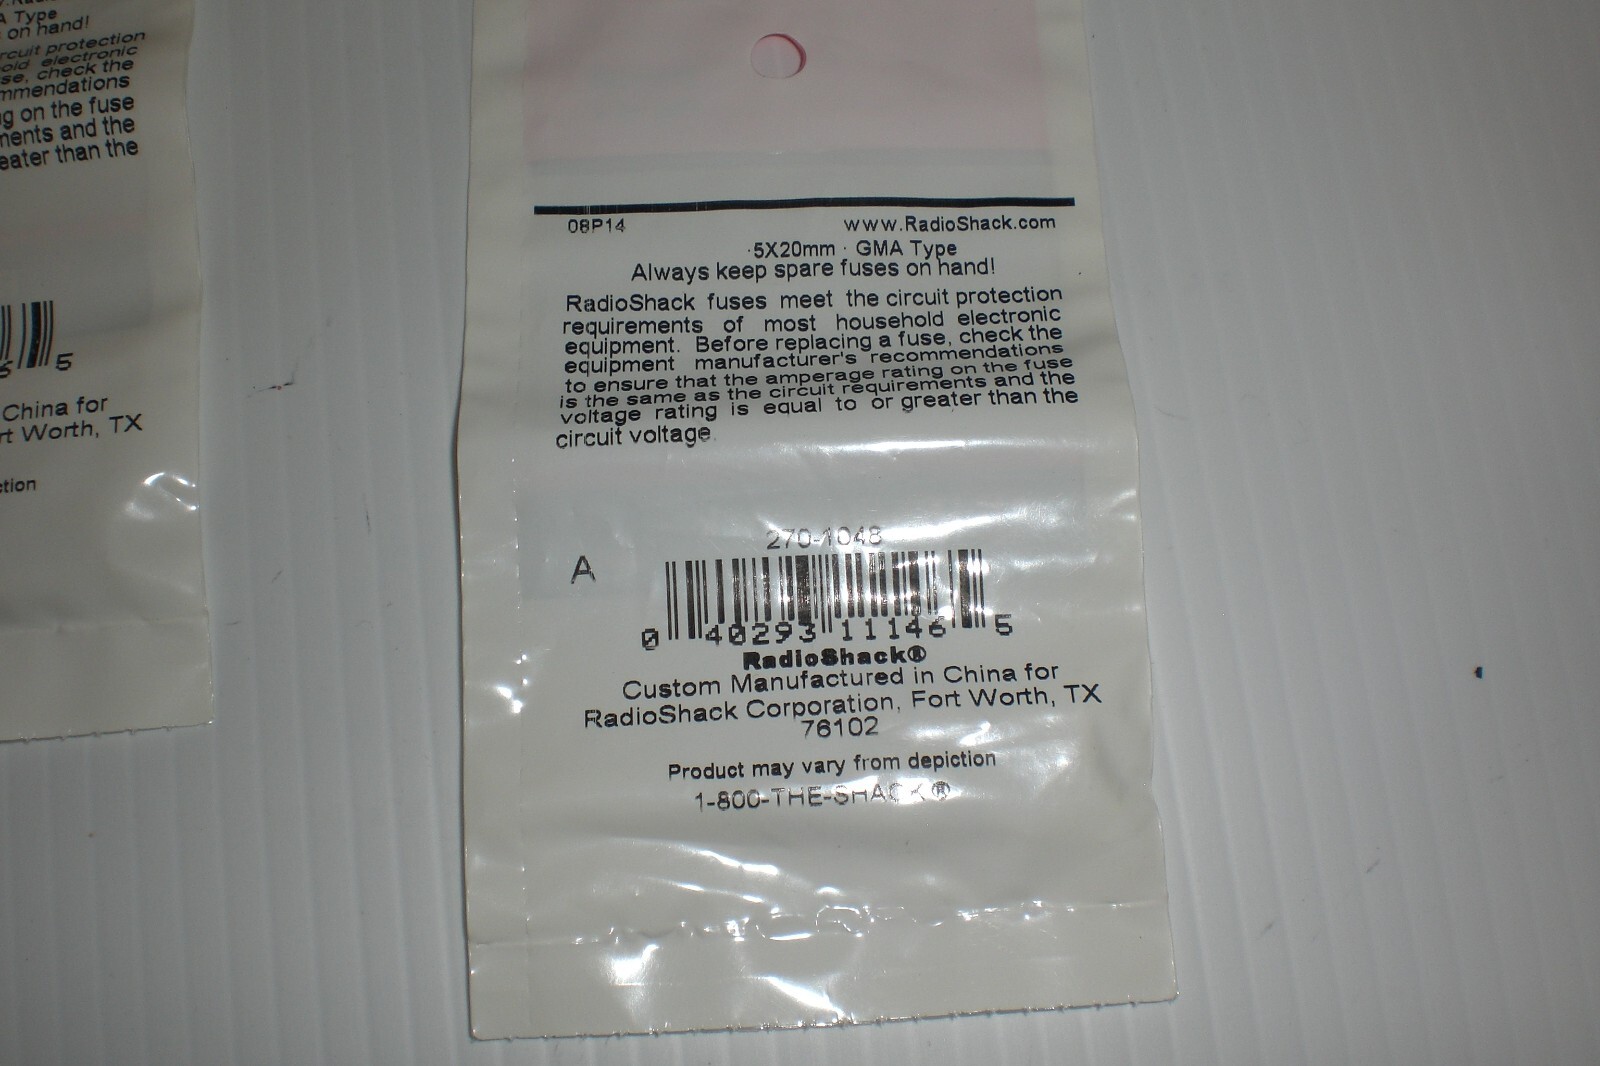 A Type
on hand!
rcuit protection
old electronic
se, check the
mmendations
g on the fuse
ments and the
eater than the
5
China for
rt Worth, TX
ction
08P14 www.RadioShack.com
·5X20mm · GMA Type
Always keep spare fuses on hand!
RadioShack fuses meet the circuit protection
requirements of most household electronic
equipment. Before replacing a fuse, check the
equipment manufacturer's recommendations
to ensure that the amperage rating on the fuse
is the same as the circuit requirements and the
voltage rating is equal to or greater than the
circuit voltage.
270-1048
A
0 40293 11146 5
RadioShack®
Custom Manufactured in China for
RadioShack Corporation, Fort Worth, TX
76102
Product may vary from depiction
1-800-THE-SHACK®